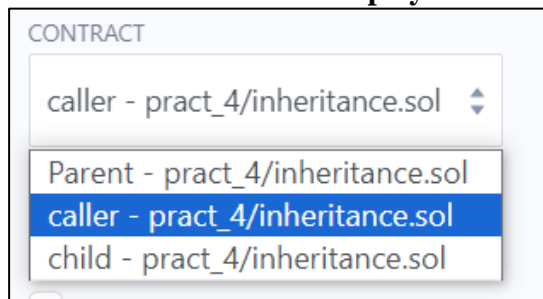 CONTRACT
caller - pract_4/inheritance.sol
Parent - pract_4/inheritance.sol
caller - pract_4/inheritance.sol
child - pract_4/inheritance.sol